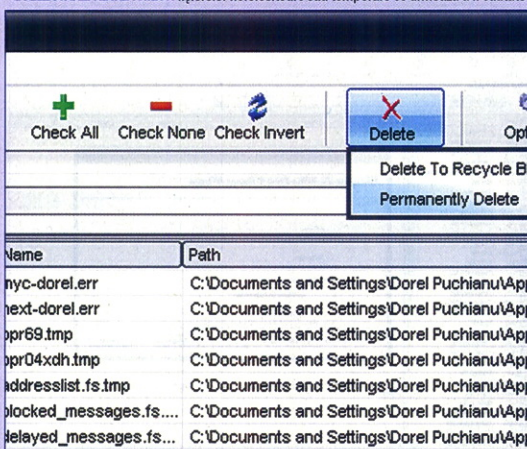 Check All Check None Check Invert Delete Opt
Delete To Recycle B
Permanently Delete
Name Path
nyc-dorel.err C:\Documents and Settings\Dorel Puchianu\App
next-dorel.err C:\Documents and Settings\Dorel Puchianu\App
opr69.tmp C:\Documents and Settings\Dorel Puchianu\App
opr04xdh.tmp C:\Documents and Settings\Dorel Puchianu\App
addresslist.fs.tmp C:\Documents and Settings\Dorel Puchianu\App
blocked_messages.fs.... C:\Documents and Settings\Dorel Puchianu\App
delayed_messages.fs... C:\Documents and Settings\Dorel Puchianu\App